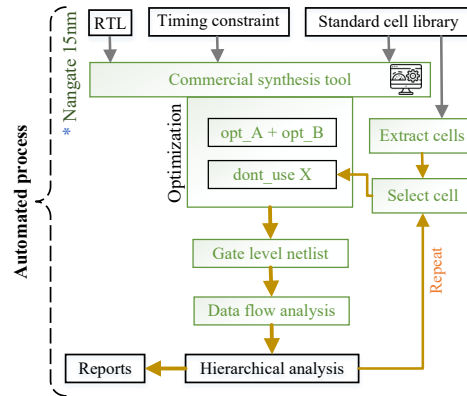 RTL
Timing constraint
Standard cell library
Commercial synthesis tool
* Nangate 15nm
Optimization
opt_A + opt_B
dont_use X
Extract cells
Select cell
Gate level netlist
Data flow analysis
Repeat
Automated process
Reports
Hierarchical analysis